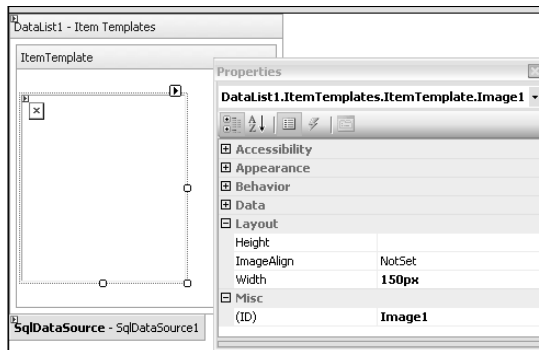 DataList1 - Item Templates
ItemTemplate
SqlDataSource - SqlDataSource1
Properties
DataList1.ItemTemplates.ItemTemplate.Image1
Accessibility
Appearance
Behavior
Data
Layout
Height
ImageAlign NotSet
Width 150px
Misc
(ID) Image1